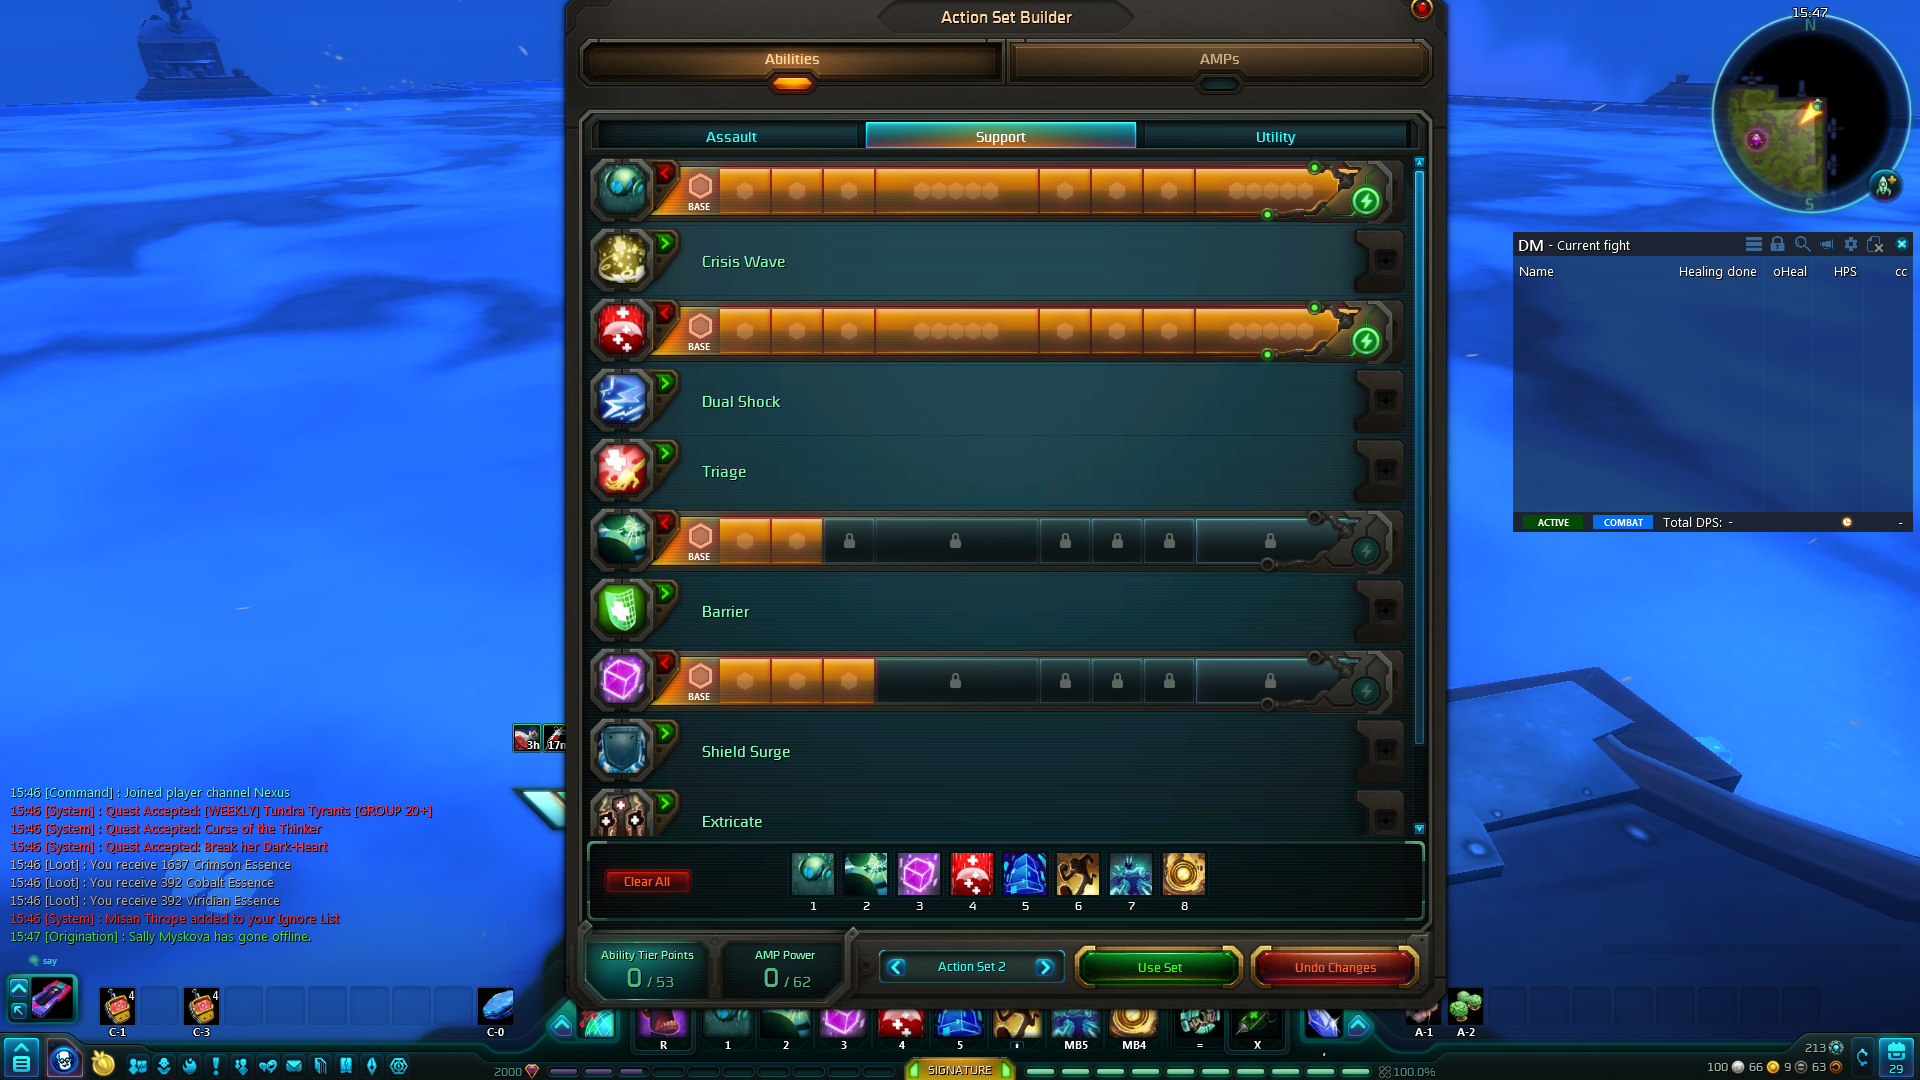 Action Set Builder
15:47
N
Abilities
AMPs
Assault
Support
Utility
S
BASE
DM - Current fight
Name
Healing done
oHeal
HPS
cc
Crisis Wave
BASE
Dual Shock
Triage
ACTIVE
COMBAT
Total DPS: -
-
BASE
Barrier
BASE
3h
17m
Shield Surge
15:46 [Command] : Joined player channel Nexus
15:46 [System] : Quest Accepted: [WEEKLY] Tundra Tyrants [GROUP 20+]
15:46 [System] : Quest Accepted: Curse of the Thinker
15:46 [System] : Quest Accepted: Break her Dark-Heart
15:46 [Loot] : You receive 1637 Crimson Essence
15:46 [Loot] : You receive 392 Cobalt Essence
15:46 [Loot] : You receive 392 Viridian Essence
15:46 [System] : Misan Thrope added to your Ignore List
15:47 [Origination] : Sally Myskova has gone offline.
say
Extricate
Clear All
1 2 3 4 5 6 7 8
Ability Tier Points
0 / 53
AMP Power
0 / 62
Action Set 2
Use Set
Undo Changes
4
C-1
4
C-3
C-0
R 1 2 3 4 5 MB5 MB4 = X
A-1
A-2
2000
SIGNATURE
100.0%
213
100 66 9 63
29